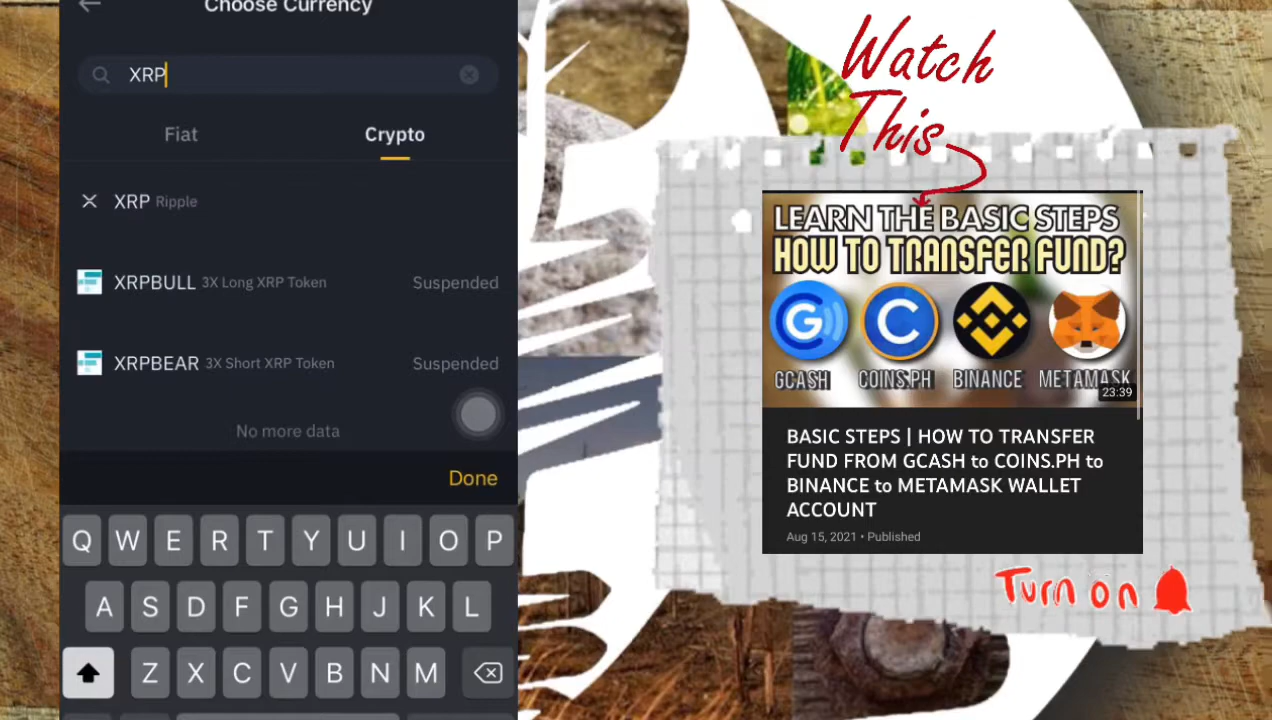 Choose Currency
XRP
Fiat
Crypto
XRP Ripple
XRPBULL 3X Long XRP Token Suspended
XRPBEAR 3X Short XRP Token Suspended
No more data
Done
Q W E R T Y U I O P
A S D F G H J K L
Z X C V B N M
Watch
This
LEARN THE BASIC STEPS
HOW TO TRANSFER FUND?
GCASH COINS.PH BINANCE METAMASK
23:39
BASIC STEPS | HOW TO TRANSFER
FUND FROM GCASH to COINS.PH to
BINANCE to METAMASK WALLET
ACCOUNT
Aug 15, 2021 • Published
Turn on